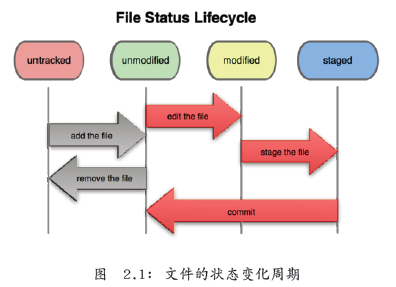 File Status Lifecycle
untracked
unmodified
modified
staged
edit the file
add the file
stage the file
remove the file
commit
图 2.1: 文件的状态变化周期